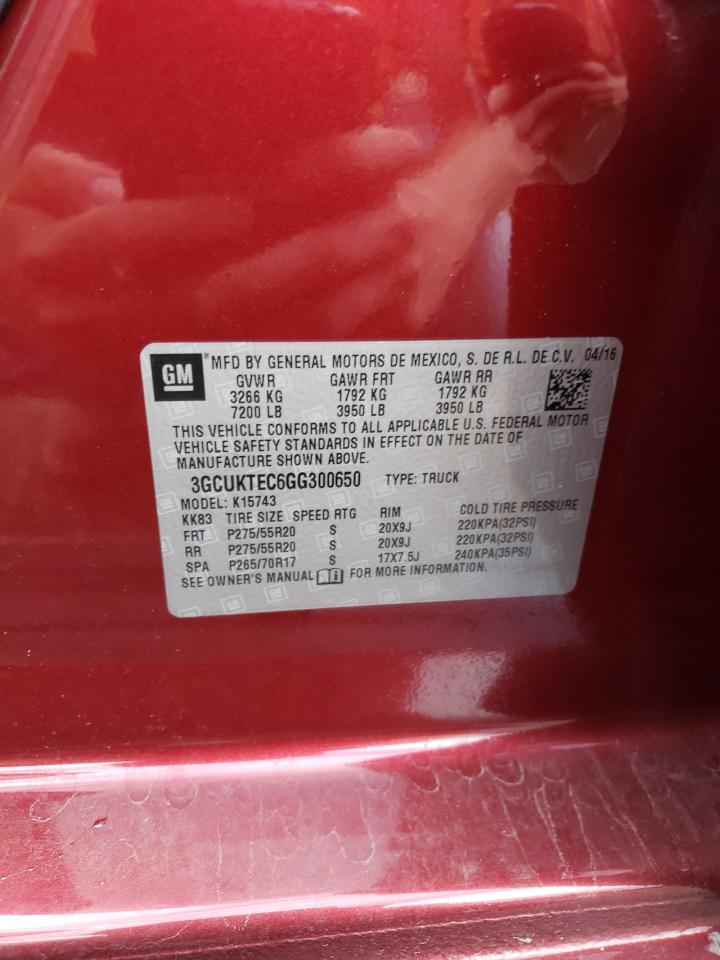 GM
*MFD BY GENERAL MOTORS DE MEXICO, S. DE R.L. DE C.V. 04/16
GVWR GAWR FRT GAWR RR
3266 KG 1792 KG 1792 KG
7200 LB 3950 LB 3950 LB
THIS VEHICLE CONFORMS TO ALL APPLICABLE U.S. FEDERAL MOTOR
VEHICLE SAFETY STANDARDS IN EFFECT ON THE DATE OF
MANUFACTURE SHOWN ABOVE.
3GCUKTEC6GG300650 TYPE: TRUCK
MODEL: K15743
KK83 TIRE SIZE SPEED RTG RIM COLD TIRE PRESSURE
FRT P275/55R20 S 20X9J 220KPA(32PSI)
RR P275/55R20 S 20X9J 220KPA(32PSI)
SPA P265/70R17 S 17X7.5J 240KPA(35PSI)
SEE OWNER'S MANUAL FOR MORE INFORMATION.